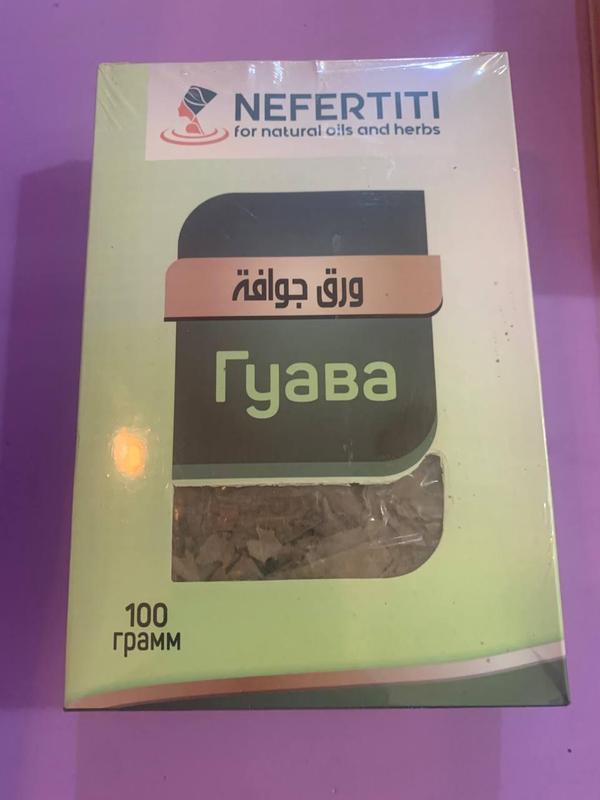 NEFERTITI
for natural oils and herbs
ورق جوافة
Гуава
100
грамм